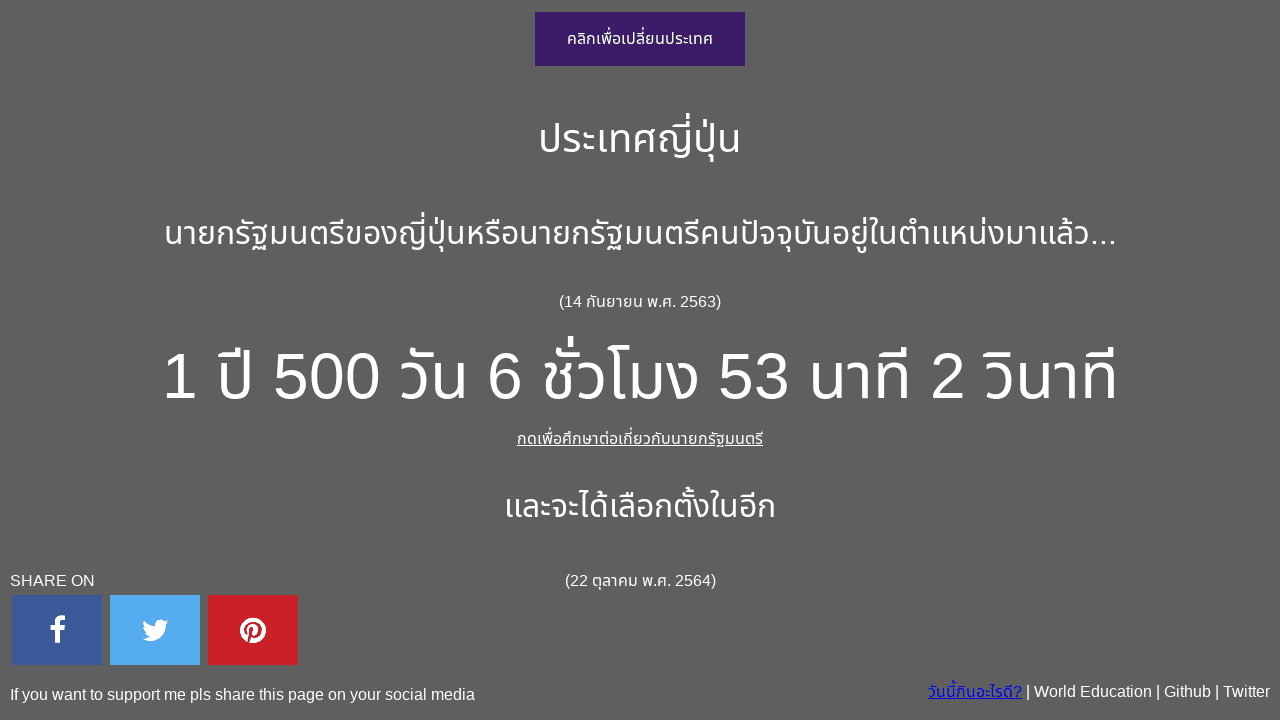 คลิกเพื่อเปลี่ยนประเทศ
ประเทศญี่ปุ่น
นายกรัฐมนตรีของญี่ปุ่นหรือนายกรัฐมนตรีคนปัจจุบันอยู่ในตำแหน่งมาแล้ว...
(14 กันยายน พ.ศ. 2563)
1 ปี 500 วัน 6 ชั่วโมง 53 นาที 2 วินาที
กดเพื่อศึกษาต่อเกี่ยวกับนายกรัฐมนตรี
และจะได้เลือกตั้งในอีก
(22 ตุลาคม พ.ศ. 2564)
SHARE ON
If you want to support me pls share this page on your social media
วันนี้กินอะไรดี? | World Education | Github | Twitter